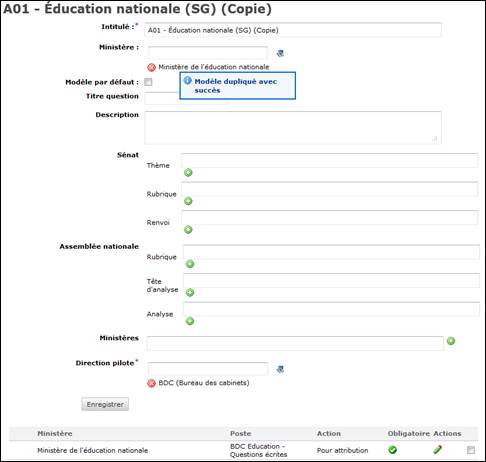 A01 - Éducation nationale (SG) (Copie)
Intitulé :* A01 - Éducation nationale (SG) (Copie)
Ministère :
Ministère de l'éducation nationale
Modèle par défaut :
Modèle dupliqué avec
succès
Titre question
Description
Sénat
Thème
Rubrique
Renvoi
Assemblée nationale
Rubrique
Tête
d'analyse
Analyse
Ministères
Direction pilote*
BDC (Bureau des cabinets)
Enregistrer
Ministère Poste Action Obligatoire Actions
Ministère de l'éducation nationale BDC Education - Pour attribution
Questions écrites